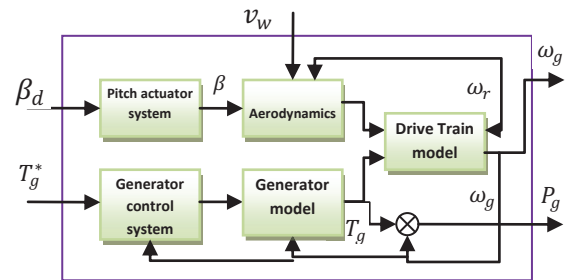 v_w
ω_g
β_d
Pitch actuator
system
β
Aerodynamics
ω_r
Drive Train
model
T_g^*
Generator
control
system
Generator
model
T_g
ω_g
P_g